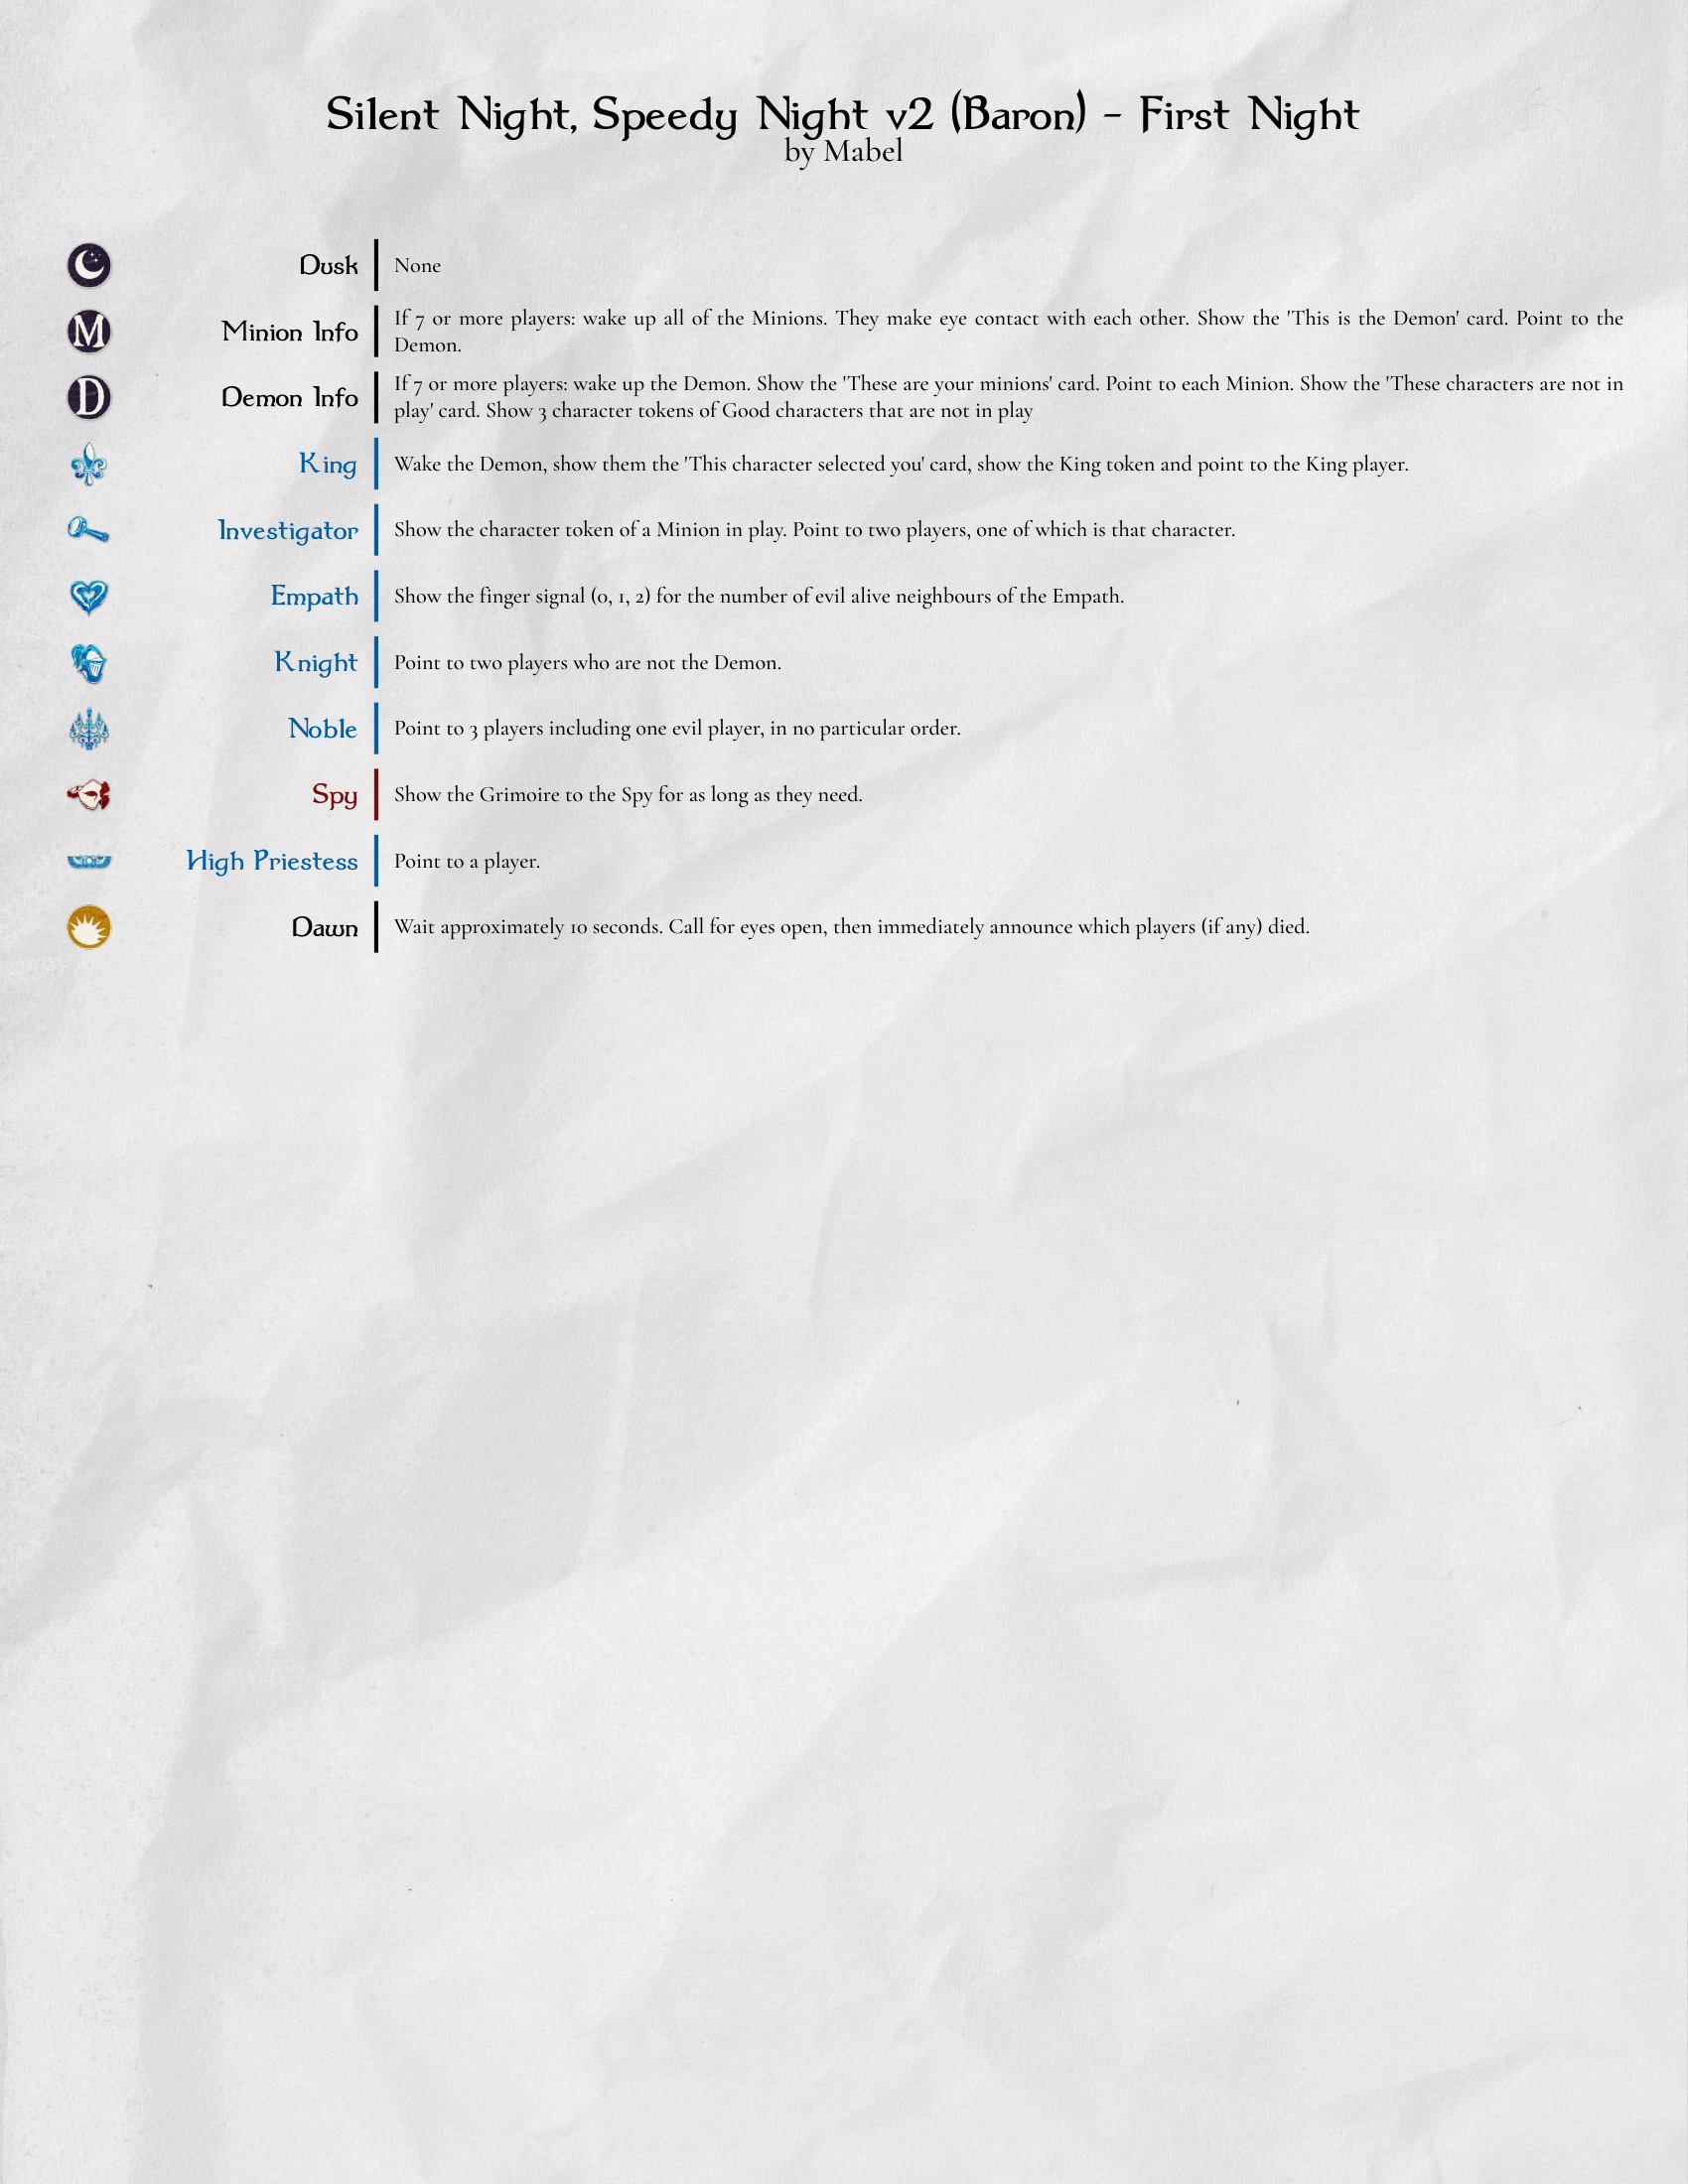 Silent Night, Speedy Night v2 (Baron) - First Night
by Mabel
Dusk
None
M
Minion Info
If 7 or more players: wake up all of the Minions. They make eye contact with each other. Show the 'This is the Demon' card. Point to the
Demon.
D
Demon Info
If 7 or more players: wake up the Demon. Show the 'These are your minions' card. Point to each Minion. Show the 'These characters are not in
play' card. Show 3 character tokens of Good characters that are not in play
King
Wake the Demon, show them the 'This character selected you' card, show the King token and point to the King player.
Investigator
Show the character token of a Minion in play. Point to two players, one of which is that character.
Empath
Show the finger signal (0, 1, 2) for the number of evil alive neighbours of the Empath.
Knight
Point to two players who are not the Demon.
Noble
Point to 3 players including one evil player, in no particular order.
Spy
Show the Grimoire to the Spy for as long as they need.
High Priestess
Point to a player.
Dawn
Wait approximately 10 seconds. Call for eyes open, then immediately announce which players (if any) died.